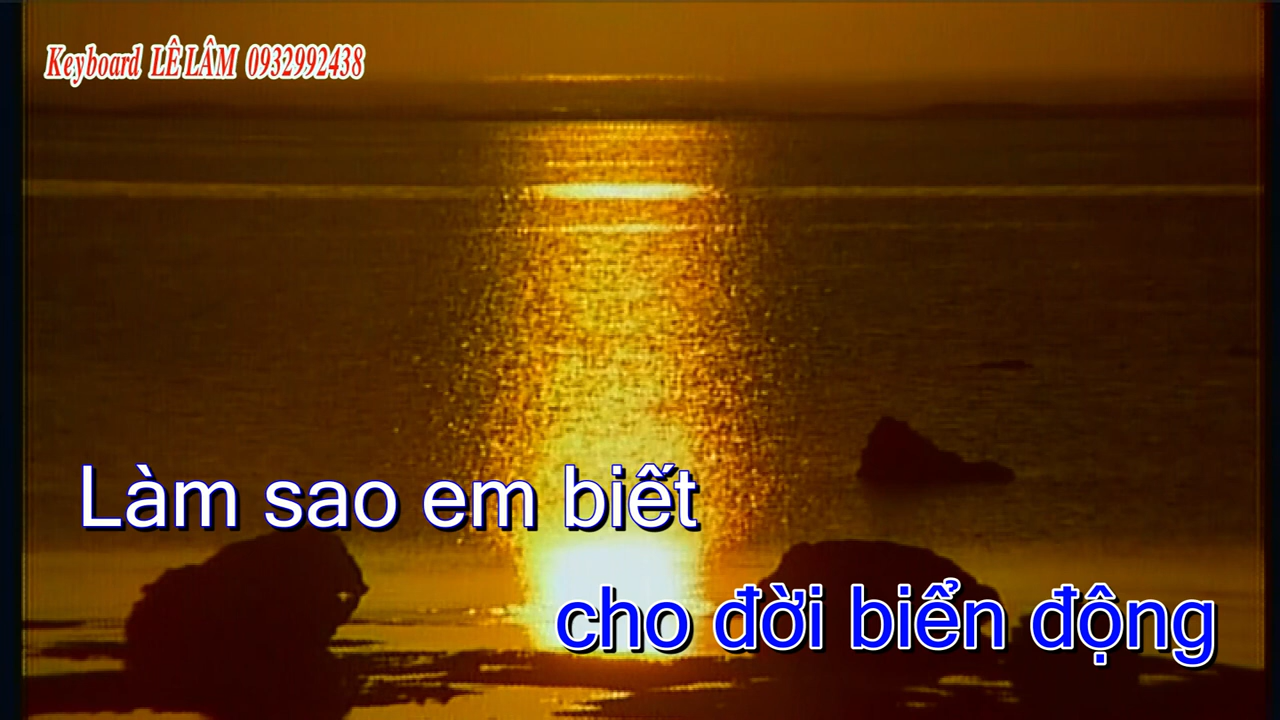 Keyboard LÊ LÂM 0932992438
Làm sao em biết
cho đời biển động